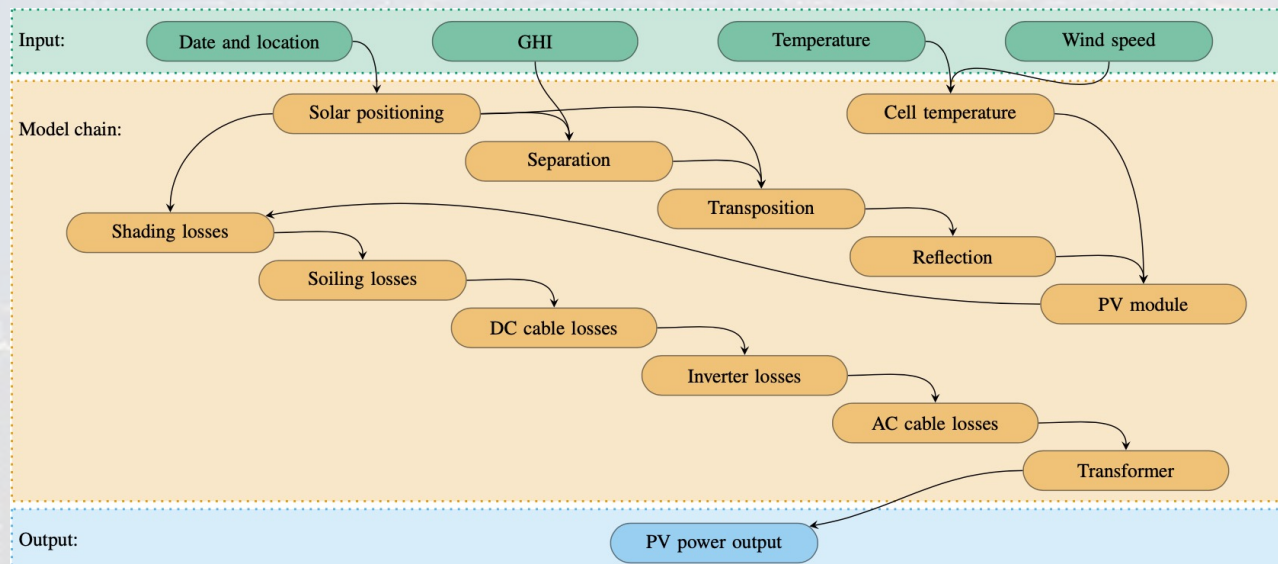 Input:
Date and location
GHI
Temperature
Wind speed
Model chain:
Solar positioning
Cell temperature
Separation
Transposition
Shading losses
Reflection
Soiling losses
PV module
DC cable losses
Inverter losses
AC cable losses
Transformer
Output:
PV power output